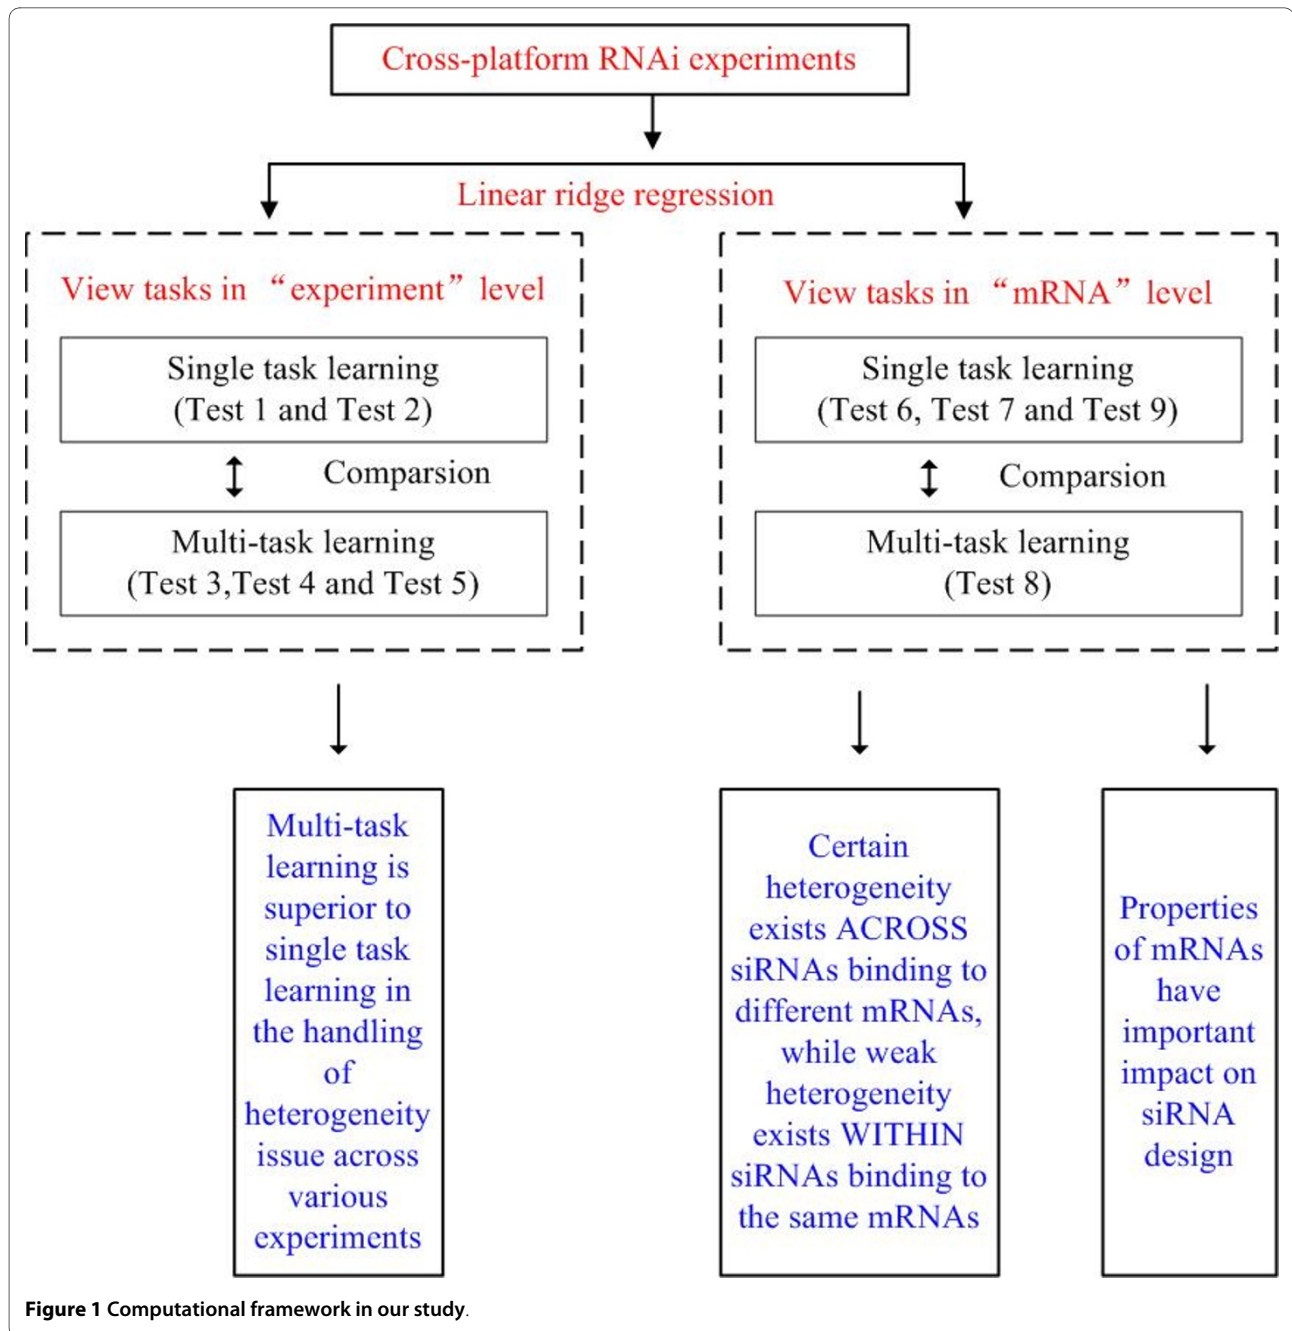 Cross-platform RNAi experiments
Linear ridge regression
View tasks in “experiment” level
Single task learning
(Test 1 and Test 2)
Comparsion
Multi-task learning
(Test 3,Test 4 and Test 5)
View tasks in “mRNA” level
Single task learning
(Test 6, Test 7 and Test 9)
Comparsion
Multi-task learning
(Test 8)
Multi-task
learning is
superior to
single task
learning in
the handling
of
heterogeneity
issue across
various
experiments
Certain
heterogeneity
exists ACROSS
siRNAs binding to
different mRNAs,
while weak
heterogeneity
exists WITHIN
siRNAs binding to
the same mRNAs
Properties
of mRNAs
have
important
impact on
siRNA
design
Figure 1 Computational framework in our study.